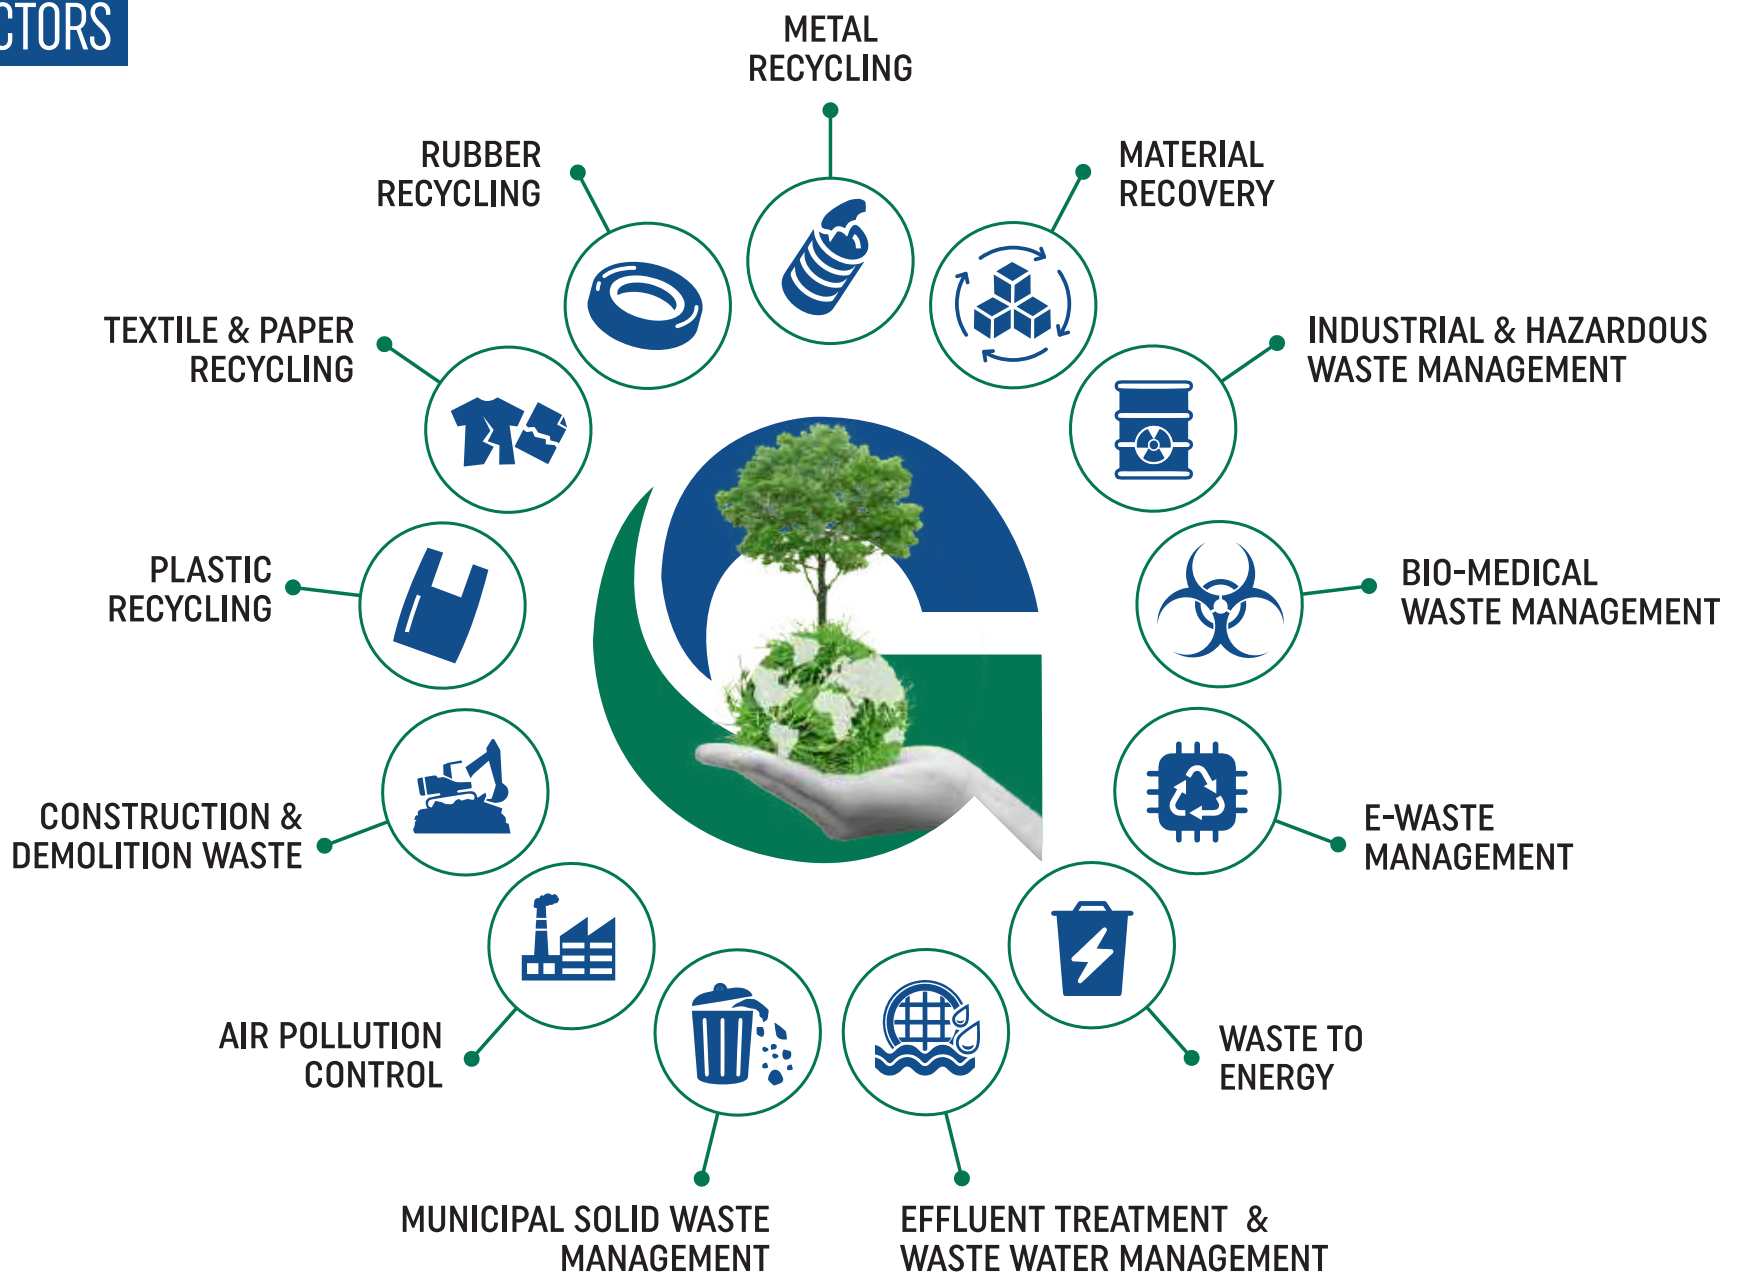 CTORS
METAL
RECYCLING
MATERIAL
RECOVERY
INDUSTRIAL & HAZARDOUS
WASTE MANAGEMENT
BIO-MEDICAL
WASTE MANAGEMENT
E-WASTE
MANAGEMENT
WASTE TO
ENERGY
EFFLUENT TREATMENT &
WASTE WATER MANAGEMENT
MUNICIPAL SOLID WASTE
MANAGEMENT
AIR POLLUTION
CONTROL
CONSTRUCTION &
DEMOLITION WASTE
PLASTIC
RECYCLING
TEXTILE & PAPER
RECYCLING
RUBBER
RECYCLING